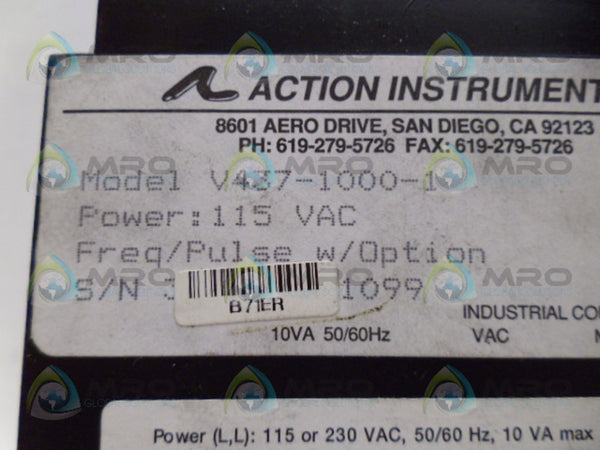 ACTION INSTRUMENT
8601 AERO DRIVE, SAN DIEGO, CA 92123
PH: 619-279-5726 FAX: 619-279-5726
Model V437-1000-1
Power: 115 VAC
Freq/Pulse w/Option
S/N 1099
B71ER
INDUSTRIAL CO
10VA 50/60Hz VAC
Power (L,L): 115 or 230 VAC, 50/60 Hz, 10 VA max
MRO